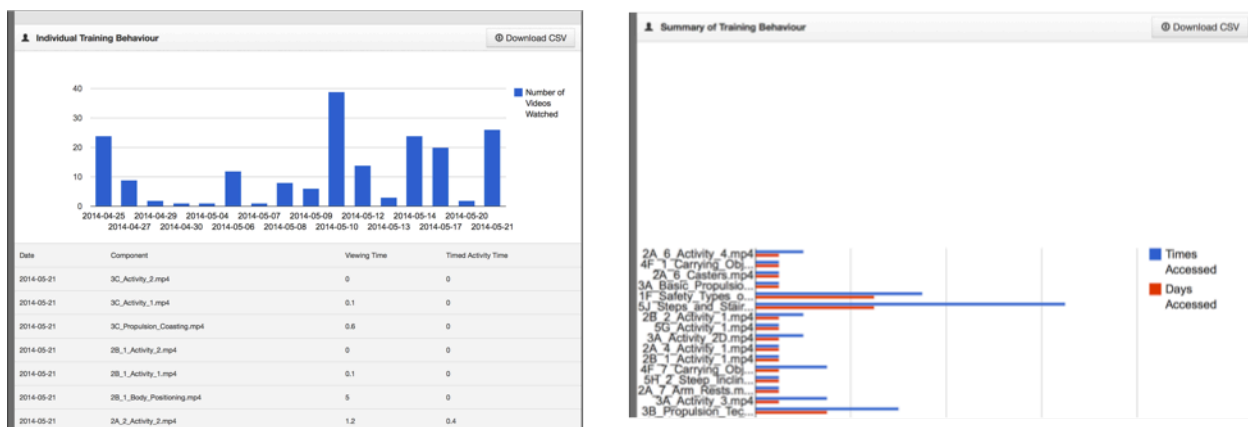 Individual Training Behaviour
Download CSV
40
30
20
10
0
Number of
Videos
Watched
2014-04-25 2014-04-29 2014-05-04 2014-05-07 2014-05-09 2014-05-12 2014-05-14 2014-05-20
2014-04-27 2014-04-30 2014-05-06 2014-05-08 2014-05-10 2014-05-13 2014-05-17 2014-05-21
Date Component Viewing Time Timed Activity Time
2014-05-21 3C_Activity_2.mp4 0 0
2014-05-21 3C_Activity_1.mp4 0.1 0
2014-05-21 3C_Propulsion_Coasting.mp4 0.6 0
2014-05-21 2B_1_Activity_2.mp4 0 0
2014-05-21 2B_1_Activity_1.mp4 0.1 0
2014-05-21 2B_1_Body_Positioning.mp4 5 0
2014-05-21 2A_2_Activity_2.mp4 1.2 0.4
Summary of Training Behaviour
Download CSV
2A_6_Activity_4.mp4
4F_1_Carrying_Obj...
2A_6_Casters.mp4
3A_Basic_Propulsio...
1F_Safety_Types_o...
5J_Steps_and_Stair...
2B_2_Activity_1.mp4
5G_Activity_1.mp4
3A_Activity_2D.mp4
2A_4_Activity_1.mp4
2B_1_Activity_1.mp4
4F_7_Carrying_Obj...
5H_2_Steep_Inclin...
2A_7_Arm_Rests.m...
3A_Activity_3.mp4
3B_Propulsion_Tec...
Times
Accessed
Days
Accessed